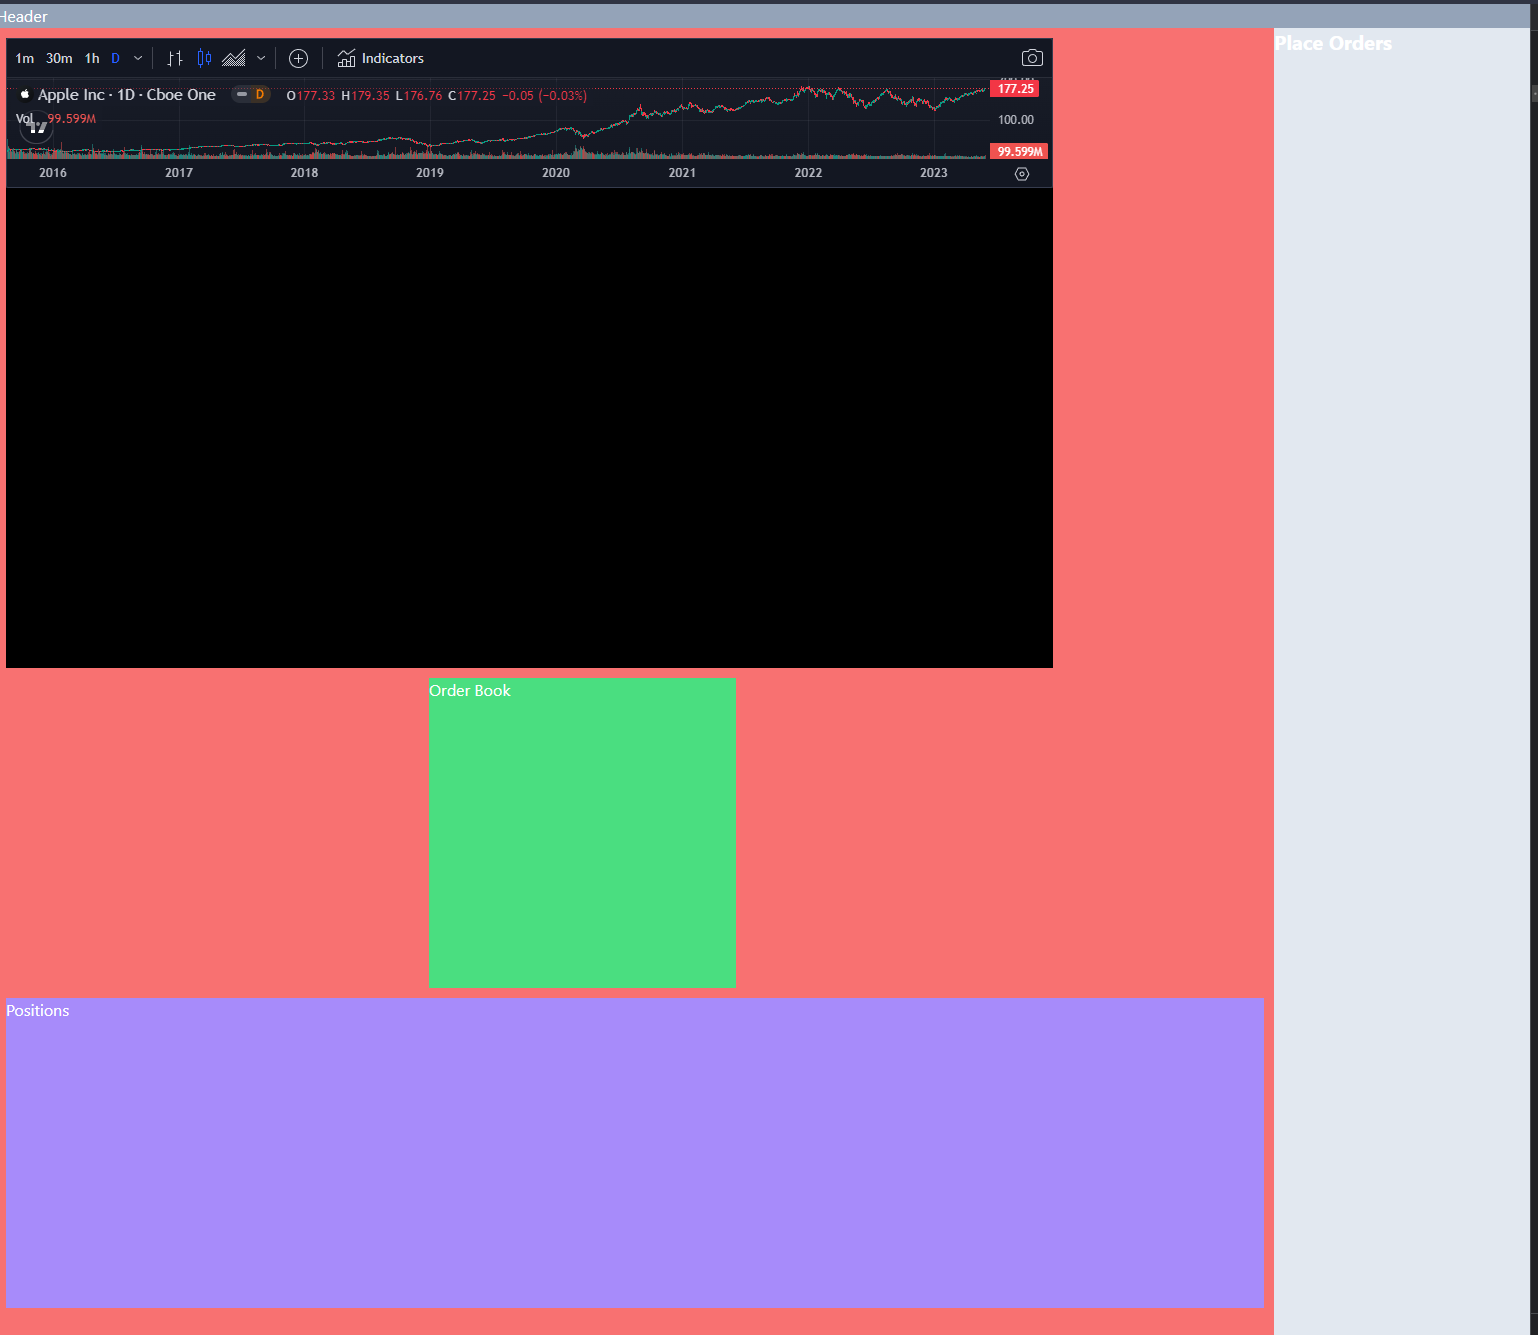 Header
Place Orders
1m 30m 1h D Indicators
Apple Inc · 1D · Cboe One D O177.33 H179.35 L176.76 C177.25 −0.05 (−0.03%)
177.25
Vol 99.599M
100.00
99.599M
2016 2017 2018 2019 2020 2021 2022 2023
Order Book
Positions